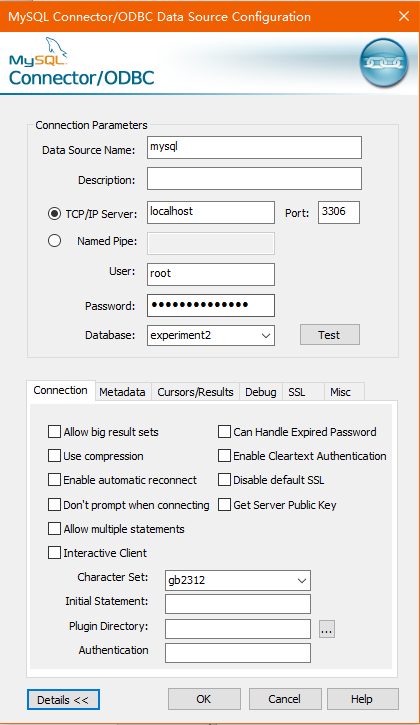 MySQL Connector/ODBC Data Source Configuration
MySQL
Connector/ODBC
Connection Parameters
Data Source Name: mysql
Description:
TCP/IP Server: localhost Port: 3306
Named Pipe:
User: root
Password: ●●●●●●●●●●●●●●
Database: experiment2 Test
Connection Metadata Cursors/Results Debug SSL Misc
Allow big result sets Can Handle Expired Password
Use compression Enable Cleartext Authentication
Enable automatic reconnect Disable default SSL
Don't prompt when connecting Get Server Public Key
Allow multiple statements
Interactive Client
Character Set: gb2312
Initial Statement:
Plugin Directory: ...
Authentication
Details << OK Cancel Help